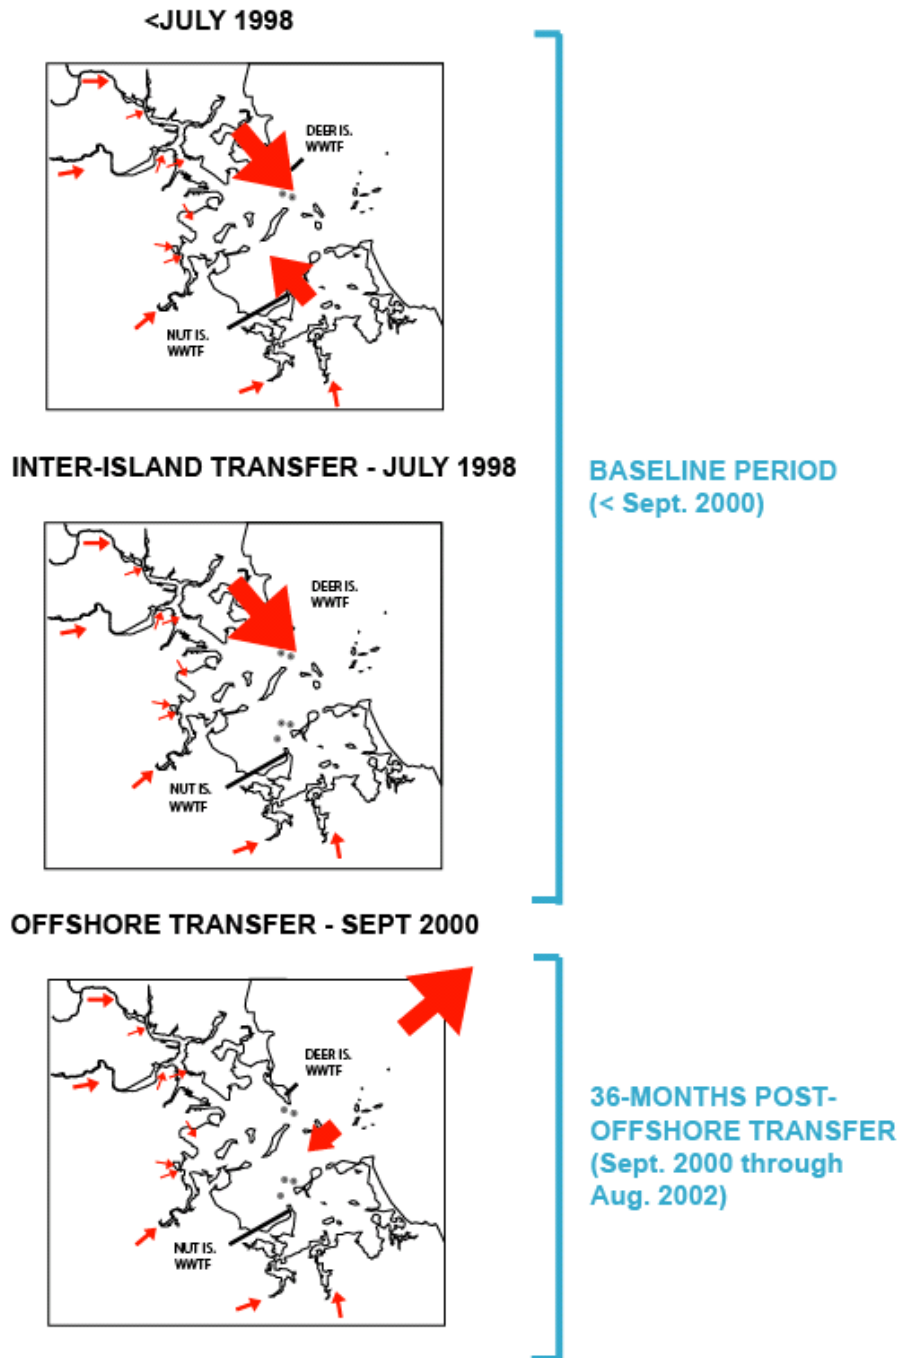 <JULY 1998
DEER IS.
WWTF
NUT IS.
WWTF
INTER-ISLAND TRANSFER - JULY 1998
BASELINE PERIOD
(< Sept. 2000)
DEER IS.
WWTF
NUT IS.
WWTF
OFFSHORE TRANSFER - SEPT 2000
DEER IS.
WWTF
NUT IS.
WWTF
36-MONTHS POST-
OFFSHORE TRANSFER
(Sept. 2000 through
Aug. 2002)